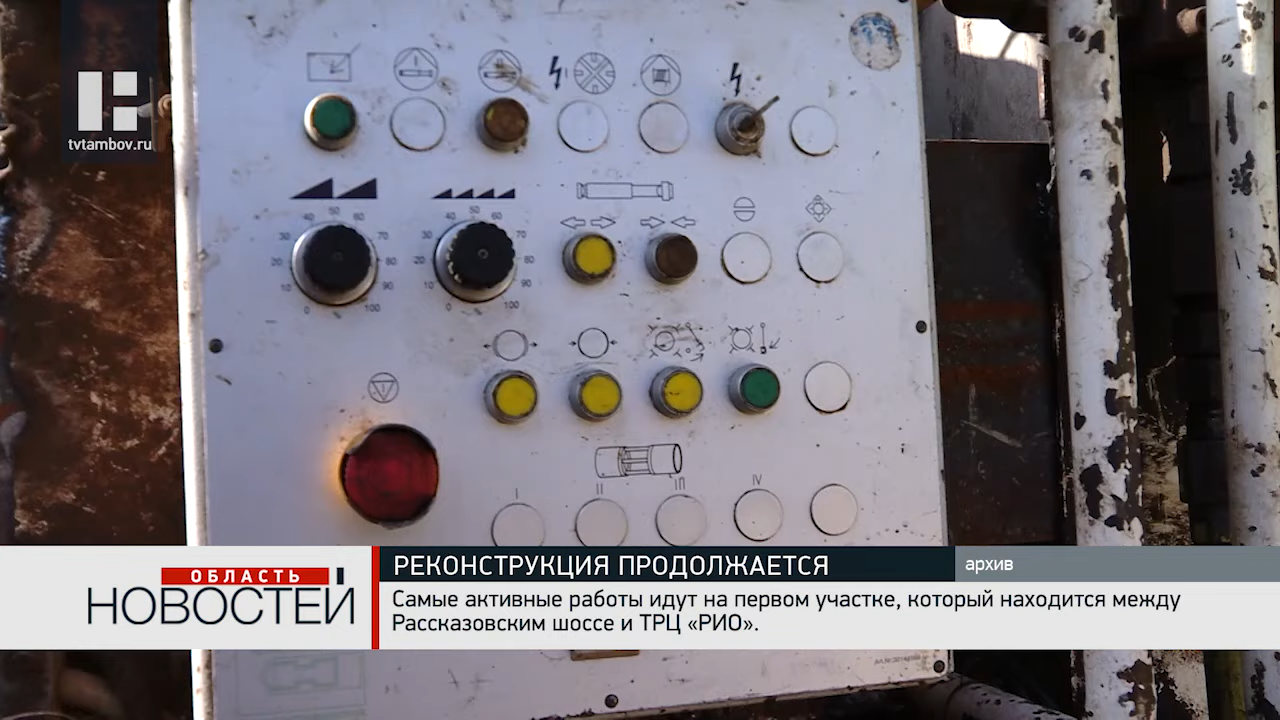 tvtambov.ru
40 50 60
30 70
20 80
10 90
0 % 100
40 50 60
30 70
20 80
10 90
0 % 100
I II III IV
РЕКОНСТРУКЦИЯ ПРОДОЛЖАЕТСЯ
архив
ОБЛАСТЬ
НОВОСТЕЙ
Самые активные работы идут на первом участке, который находится между
Рассказовским шоссе и ТРЦ «РИО».